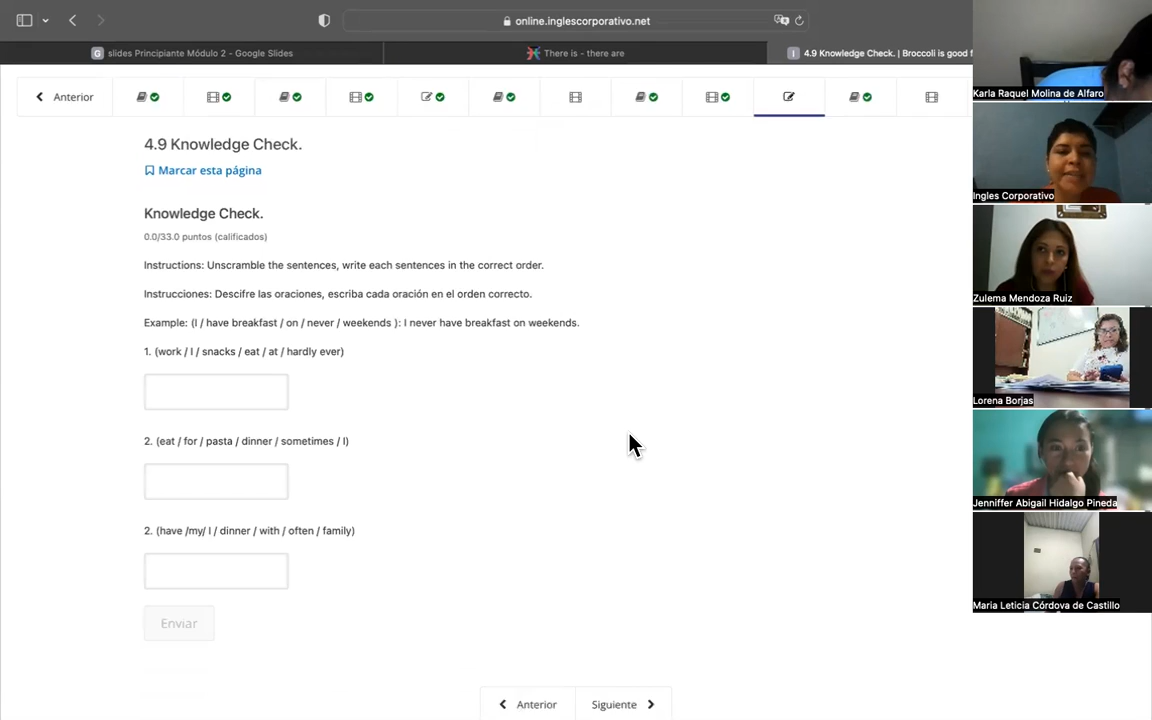 online.inglescorporativo.net
slides Principiante Módulo 2 - Google Slides
There is - there are
4.9 Knowledge Check. | Broccoli is good f
Anterior
4.9 Knowledge Check.
Marcar esta página
Knowledge Check.
0.0/33.0 puntos (calificados)
Instructions: Unscramble the sentences, write each sentences in the correct order.
Instrucciones: Descifre las oraciones, escriba cada oración en el orden correcto.
Example: (I / have breakfast / on / never / weekends ): I never have breakfast on weekends.
1. (work / I / snacks / eat / at / hardly ever)
2. (eat / for / pasta / dinner / sometimes / I)
2. (have /my/ I / dinner / with / often / family)
Enviar
Anterior
Siguiente
Karla Raquel Molina de Alfaro
Ingles Corporativo
Zulema Mendoza Ruiz
Lorena Borjas
Jenniffer Abigail Hidalgo Pineda
Maria Leticia Córdova de Castillo